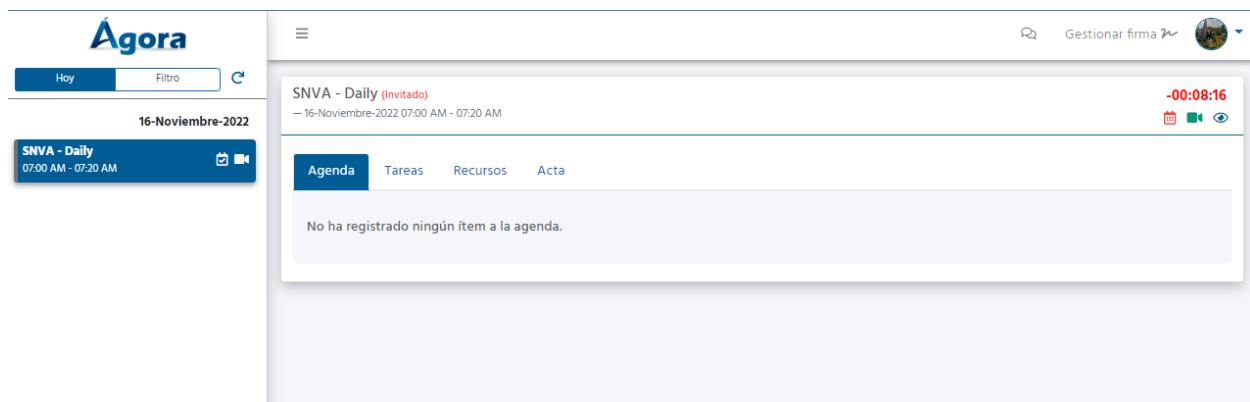 Ágora
Hoy
Filtro
16-Noviembre-2022
SNVA - Daily
07:00 AM - 07:20 AM
Gestionar firma
SNVA - Daily (Invitado)
— 16-Noviembre-2022 07:00 AM - 07:20 AM
-00:08:16
Agenda Tareas Recursos Acta
No ha registrado ningún ítem a la agenda.